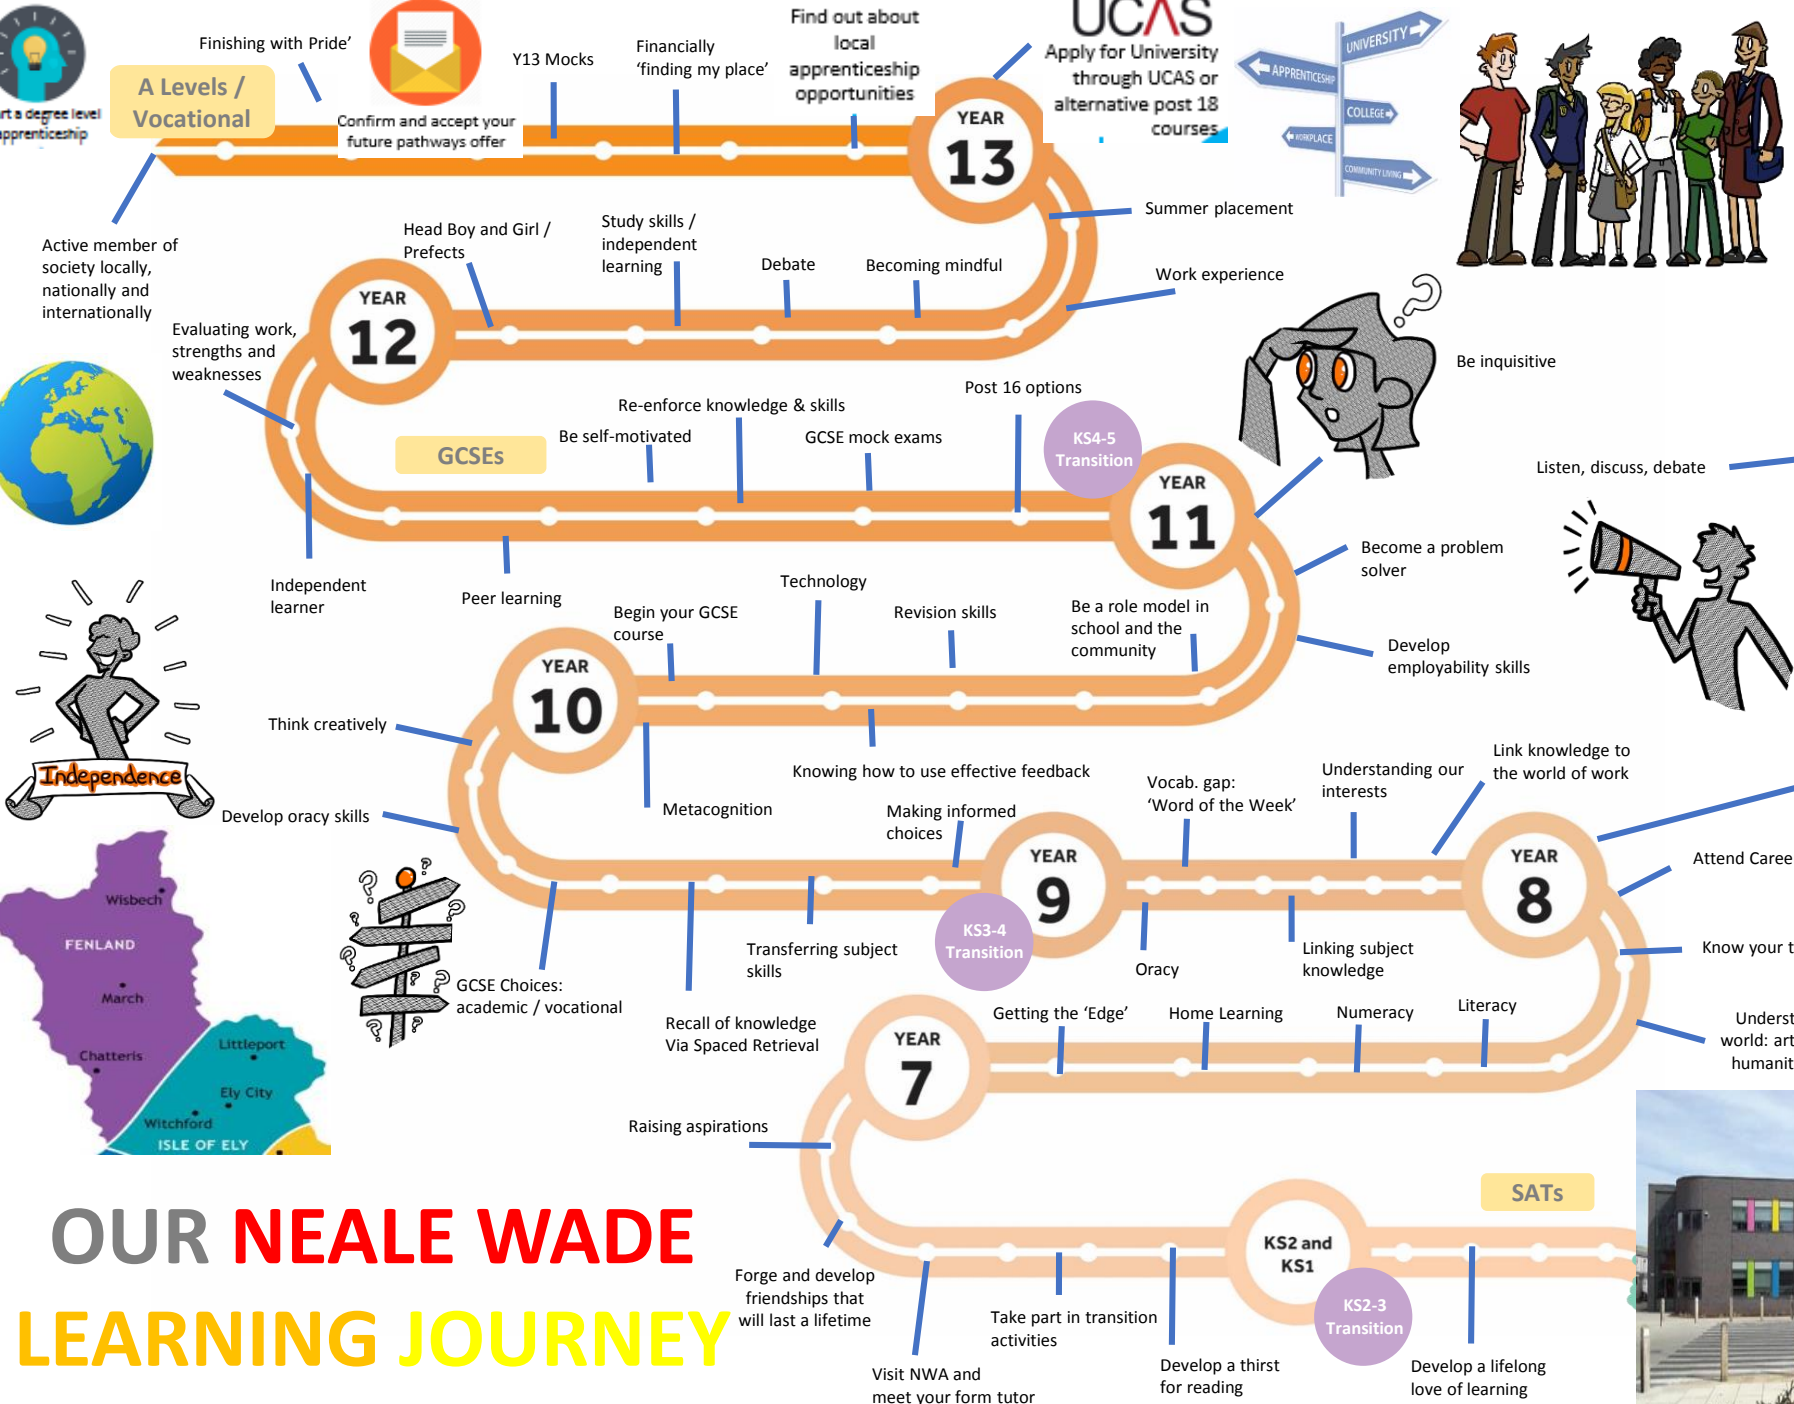 Finishing with Pride’
A Levels /
Vocational
a degree level
apprenticeship
Confirm and accept your
future pathways offer
Y13 Mocks
Financially
‘finding my place’
Find out about
local
apprenticeship
opportunities
YEAR
13
UCAS
Apply for University
through UCAS or
alternative post 18
courses
UNIVERSITY
APPRENTICESHIP
COLLEGE
WORKPLACE
COMMUNITY LIVING
Active member of
society locally,
nationally and
internationally
Head Boy and Girl /
Prefects
Study skills /
independent
learning
Debate
Becoming mindful
Summer placement
Work experience
YEAR
12
Evaluating work,
strengths and
weaknesses
Be inquisitive
Re-enforce knowledge & skills
Post 16 options
GCSEs
Be self-motivated
GCSE mock exams
KS4-5
Transition
YEAR
11
Listen, discuss, debate
Independent
learner
Peer learning
Become a problem
solver
Technology
Begin your GCSE
course
Revision skills
Be a role model in
school and the
community
Develop
employability skills
YEAR
10
Independence
Think creatively
Develop oracy skills
Metacognition
Knowing how to use effective feedback
Making informed
choices
Vocab. gap:
‘Word of the Week’
Understanding our
interests
Link knowledge to
the world of work
YEAR
9
YEAR
8
Attend
KS3-4
Transition
Wisbech
FENLAND
March
Chatteris
Littleport
Ely City
Witchford
ISLE OF ELY
GCSE Choices:
academic / vocational
Transferring subject
skills
Recall of knowledge
Via Spaced Retrieval
Oracy
Linking subject
knowledge
Know your
YEAR
7
Getting the ‘Edge’
Home Learning
Numeracy
Literacy
world:
Raising aspirations
SATs
KS2 and
KS1
KS2-3
Transition
OUR NEALE WADE
LEARNING JOURNEY
Forge and develop
friendships that
will last a lifetime
Visit NWA and
meet your form tutor
Take part in transition
activities
Develop a thirst
for reading
Develop a lifelong
love of learning